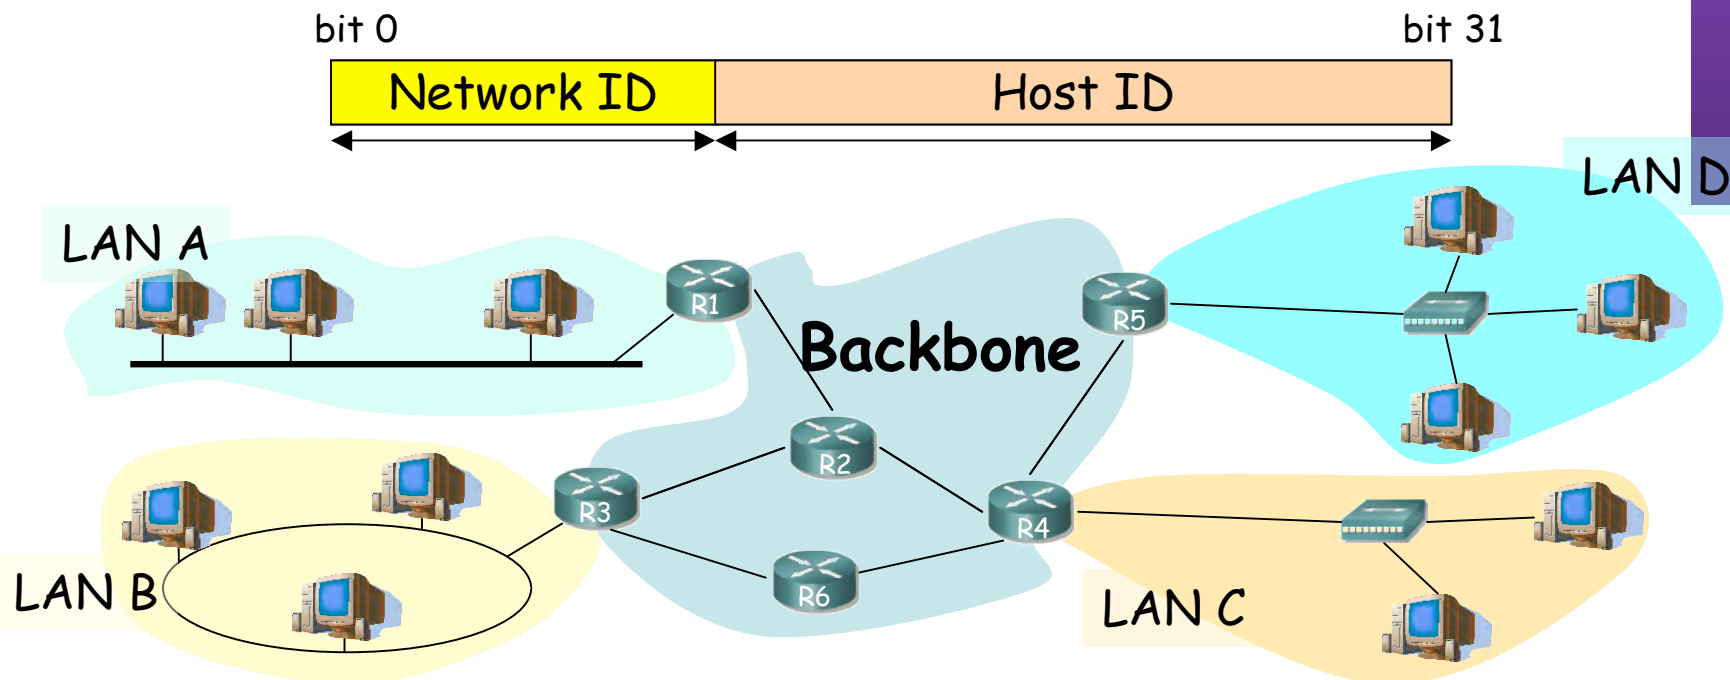 bit 0
bit 31
Network ID
Host ID
LAN D
LAN A
R1
R5
Backbone
R2
R3
R4
R6
LAN B
LAN C